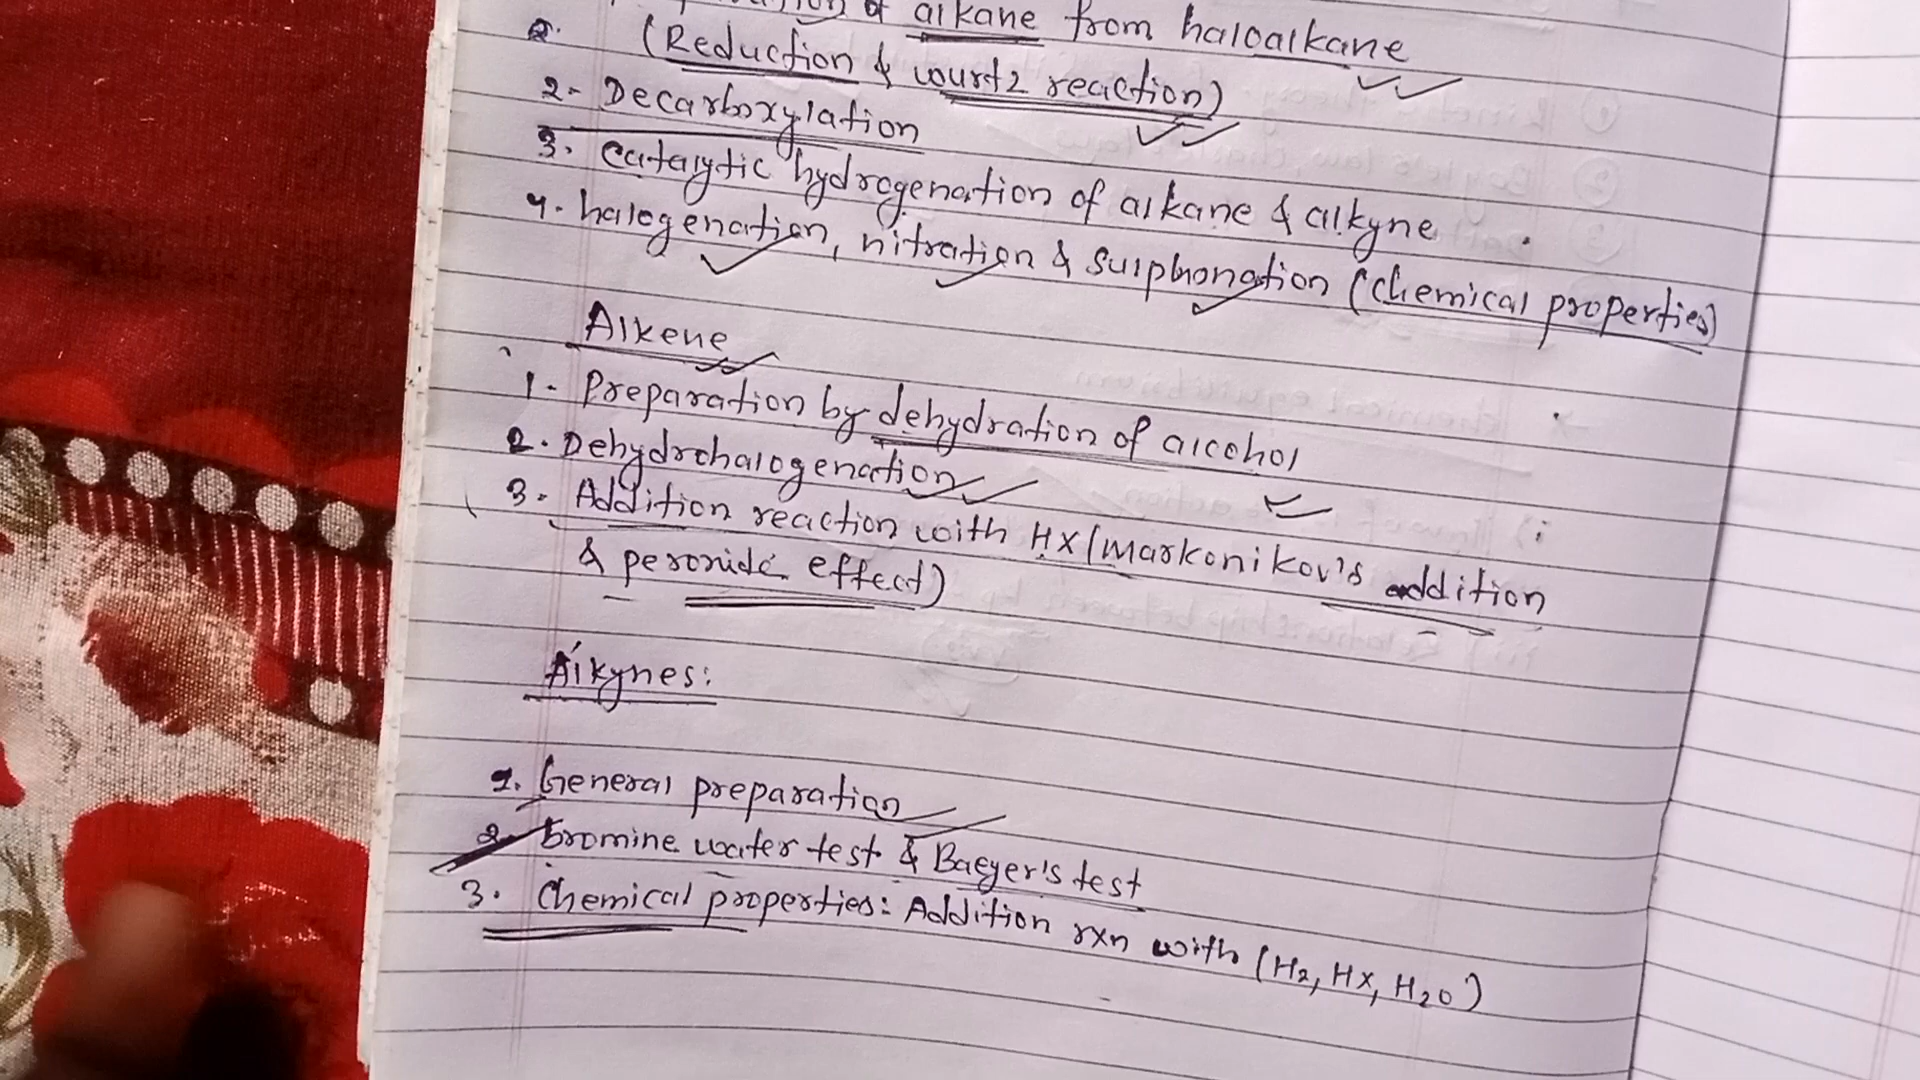 of alkane from haloalkane
(Reduction & wurtz reaction)
2- Decarboxylation
3. Catalytic hydrogenation of alkane & alkyne
4. halogenation, nitration & sulphonation (chemical properties)
Alkene
1- Preparation by dehydration of alcohol
2. Dehydrohalogenation
3. Addition reaction with HX (markonikov's addition
& peroxide effect)
Alkynes:
1. General preparation
2. bromine water test & Baeyer's test
3. Chemical properties: Addition rxn with (H2, HX, H2O)